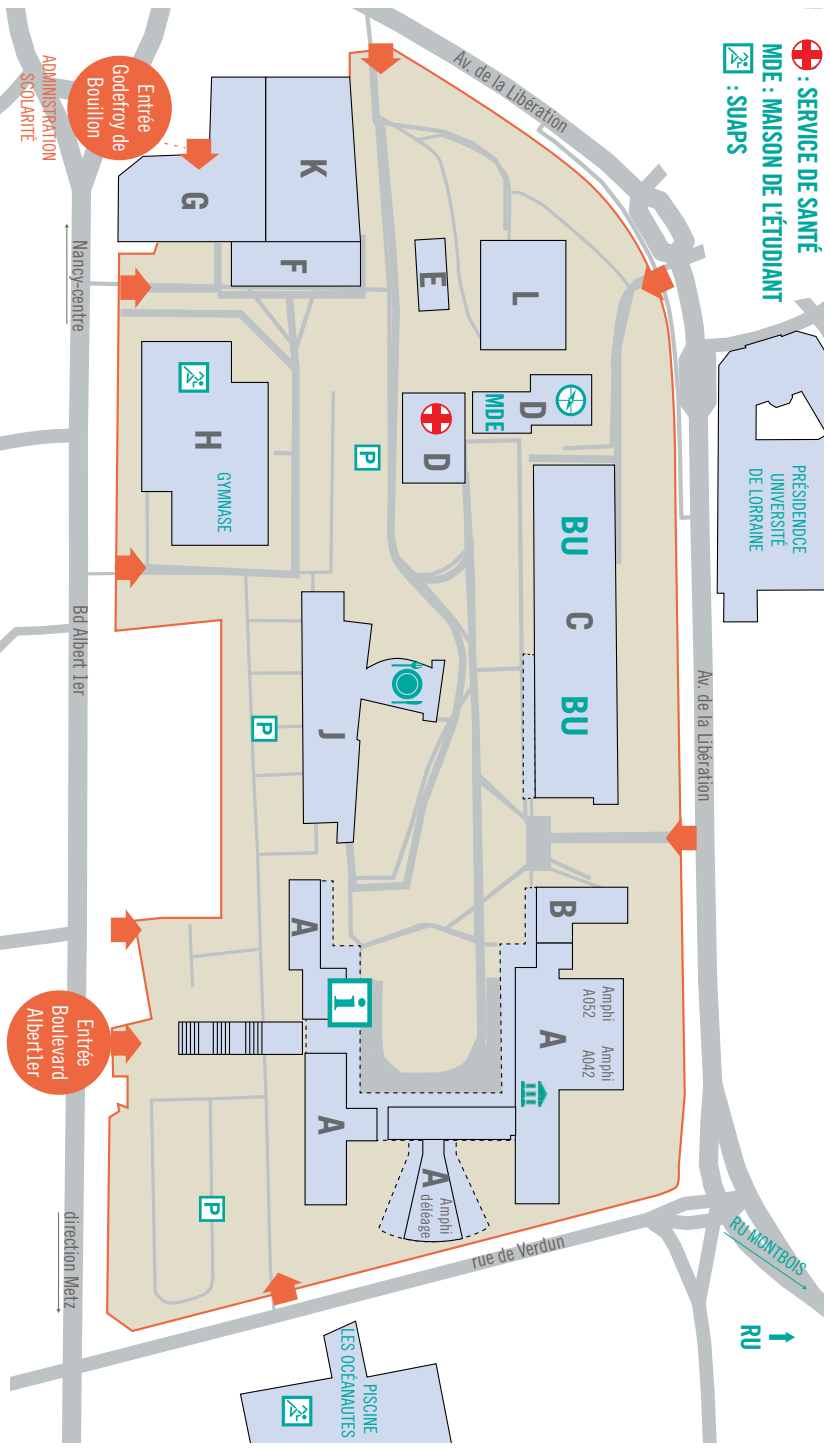 : SERVICE DE SANTÉ
MDE : MAISON DE L'ÉTUDIANT
: SUAPS
Av. de la Libération
PRÉSIDENDCE
UNIVERSITÉ
DE LORRAINE
Av. de la Libération
RU MONTBOIS
RU
L
D
MDE
BU
C
BU
B
Amphi
A052
Amphi
A042
A
E
D
K
F
G
H
GYMNASE
P
J
P
A
i
A
A
Amphi
déléage
P
rue de Verdun
PISCINE
LES OCÉANAUTES
Entrée
Godefroy de
Bouillon
ADMINISTRATION
SCOLARITÉ
Nancy-centre
Bd Albert 1er
Entrée
Boulevard
Albert1er
direction Metz